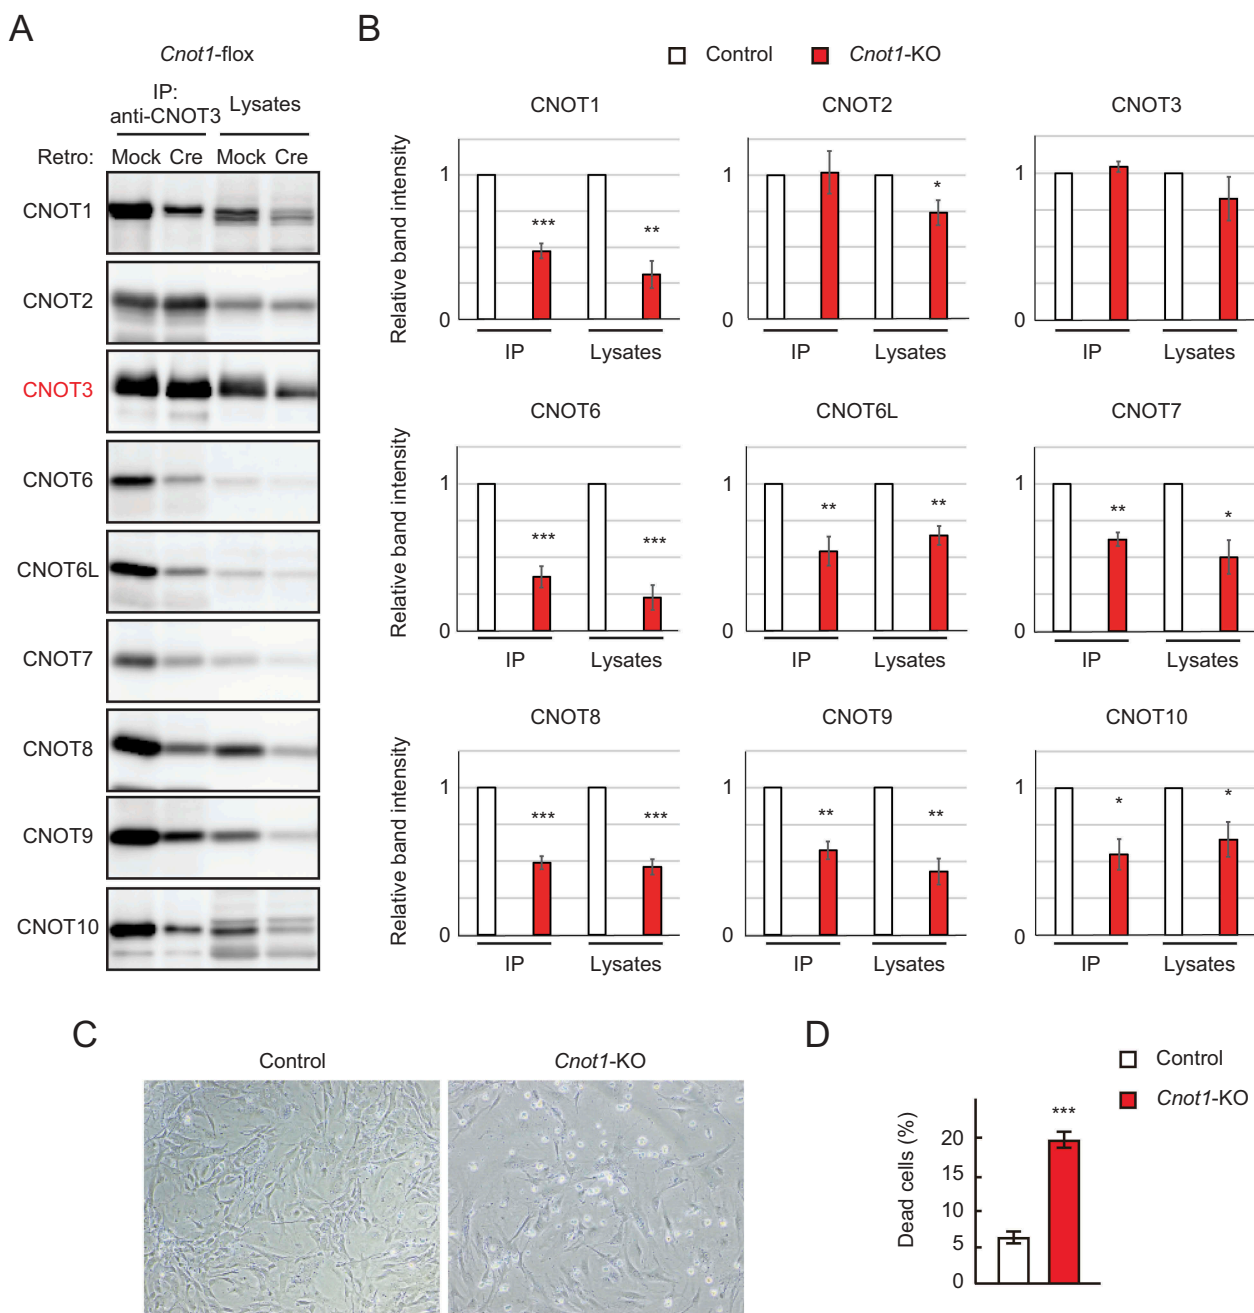 A
Cnot1-flox
IP:
anti-CNOT3
Lysates
Retro: Mock Cre Mock Cre
CNOT1
CNOT2
CNOT3
CNOT6
CNOT6L
CNOT7
CNOT8
CNOT9
CNOT10
B
Control Cnot1-KO
CNOT1 CNOT2 CNOT3
Relative band intensity
1 1 1
*** ** *
0 0 0
IP Lysates IP Lysates IP Lysates
CNOT6 CNOT6L CNOT7
Relative band intensity
1 1 1
*** *** ** ** ** *
0 0 0
IP Lysates IP Lysates IP Lysates
CNOT8 CNOT9 CNOT10
Relative band intensity
1 1 1
*** *** ** ** * *
0 0 0
IP Lysates IP Lysates IP Lysates
C
Control Cnot1-KO
D
Control
Cnot1-KO
Dead cells (%)
***
20
15
10
5
0